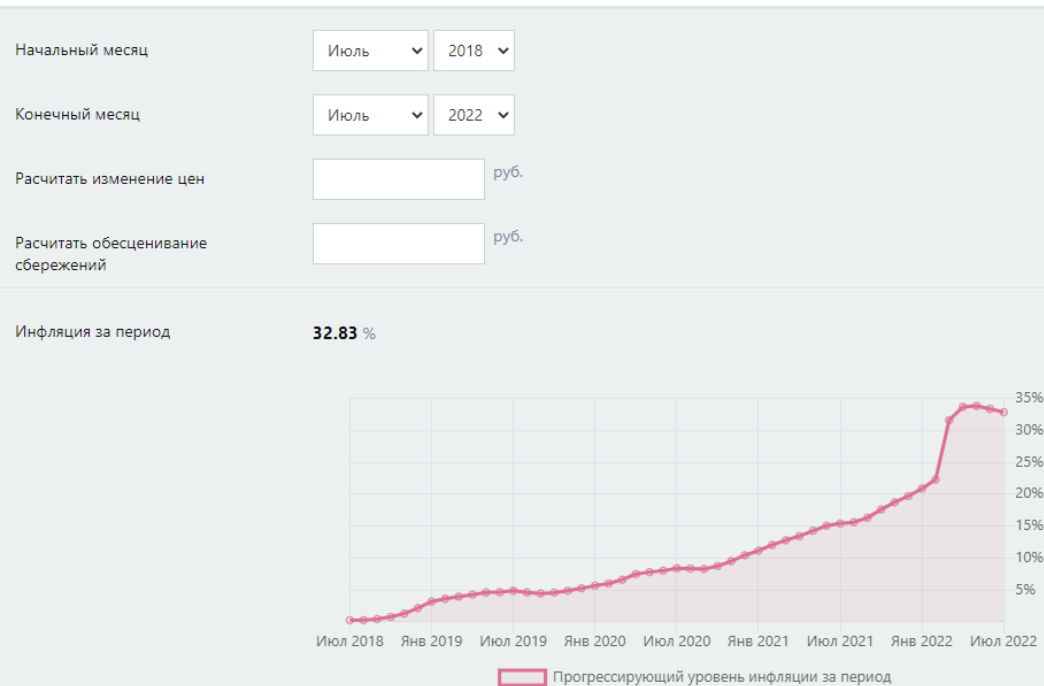 Начальный месяц Июль 2018
Конечный месяц Июль 2022
Расчитать изменение цен руб.
Расчитать обесценивание руб.
сбережений
Инфляция за период 32.83 %
35%
30%
25%
20%
15%
10%
5%
Июл 2018 Янв 2019 Июл 2019 Янв 2020 Июл 2020 Янв 2021 Июл 2021 Янв 2022 Июл 2022
Прогрессирующий уровень инфляции за период